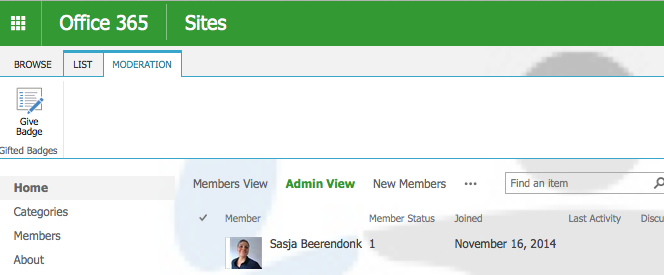 Office 365 Sites
BROWSE LIST MODERATION
Give
Badge
Gifted Badges
Home
Categories
Members
About
Members View Admin View New Members ••• Find an item
Member Member Status Joined Last Activity Discu
Sasja Beerendonk 1 November 16, 2014